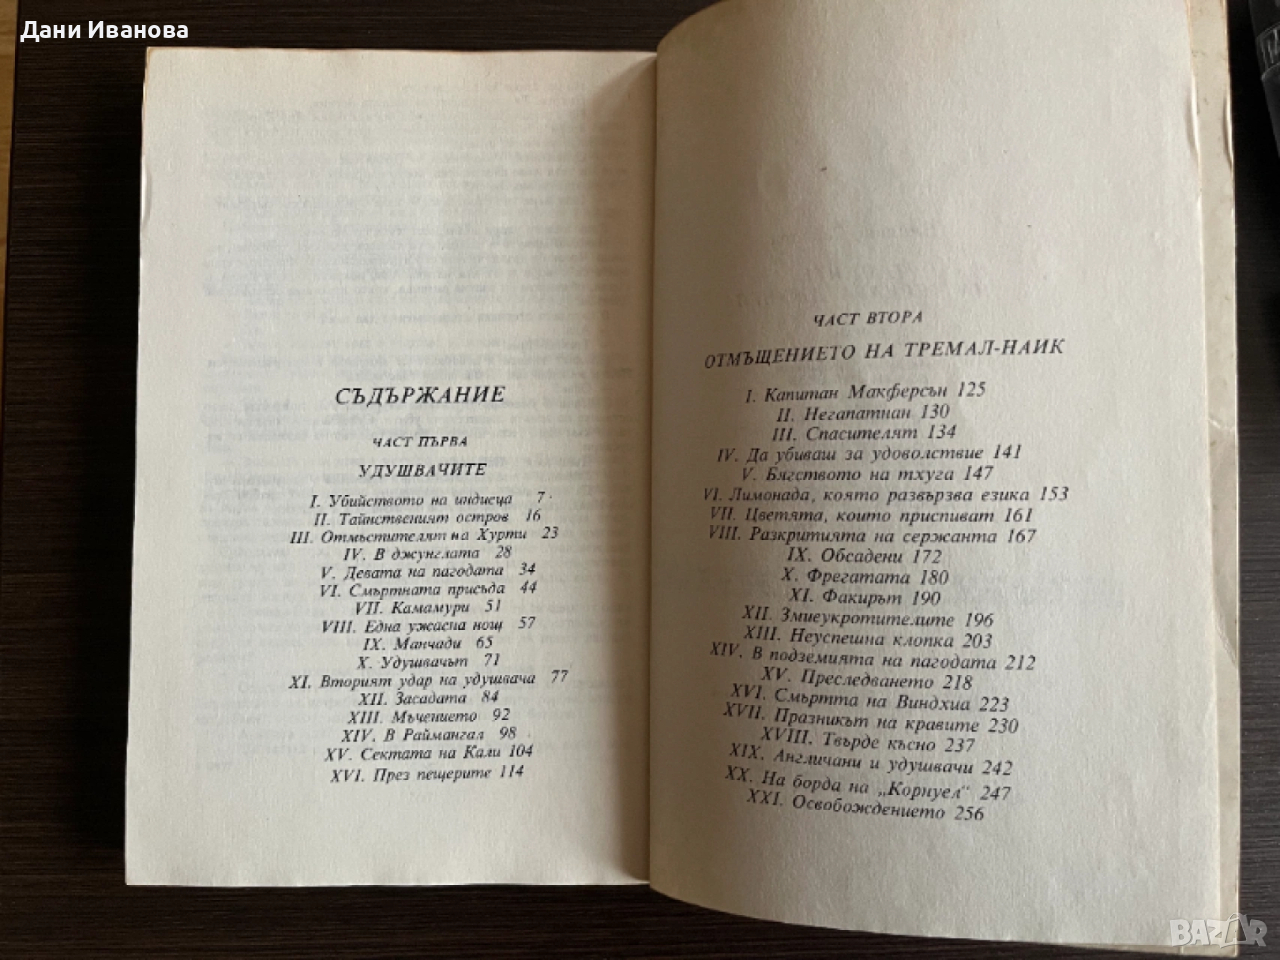 Дани Иванова
СЪДЪРЖАНИЕ
ЧАСТ ПЪРВА
УДУШВАЧИТЕ
I. Убийството на индиеца 7
II. Тайнственият остров 16
III. Отмъстителят на Хурти 23
IV. В джунглата 28
V. Девата на пагодата 34
VI. Смъртната присъда 44
VII. Камамури 51
VIII. Една ужасна нощ 57
IX. Манчади 65
X. Удушвачът 71
XI. Вторият удар на удушвача 77
XII. Засадата 84
XIII. Мъчението 92
XIV. В Раймангал 98
XV. Сектата на Кали 104
XVI. През пещерите 114
ЧАСТ ВТОРА
ОТМЪЩЕНИЕТО НА ТРЕМАЛ-НАИК
I. Капитан Макферсън 125
II. Негапатнан 130
III. Спасителят 134
IV. Да убиваш за удоволствие 141
V. Бягството на тхуга 147
VI. Лимонада, която развързва езика 153
VII. Цветята, които приспиват 161
VIII. Разкритията на сержанта 167
IX. Обсадени 172
X. Фрегатата 180
XI. Факирът 190
XII. Змиеукротителите 196
XIII. Неуспешна клопка 203
XIV. В подземията на пагодата 212
XV. Преследването 218
XVI. Смъртта на Виндхиа 223
XVII. Празникът на кравите 230
XVIII. Твърде късно 237
XIX. Англичани и удушвачи 242
XX. На борда на „Корнуел“ 247
XXI. Освобождението 256
BAZAR